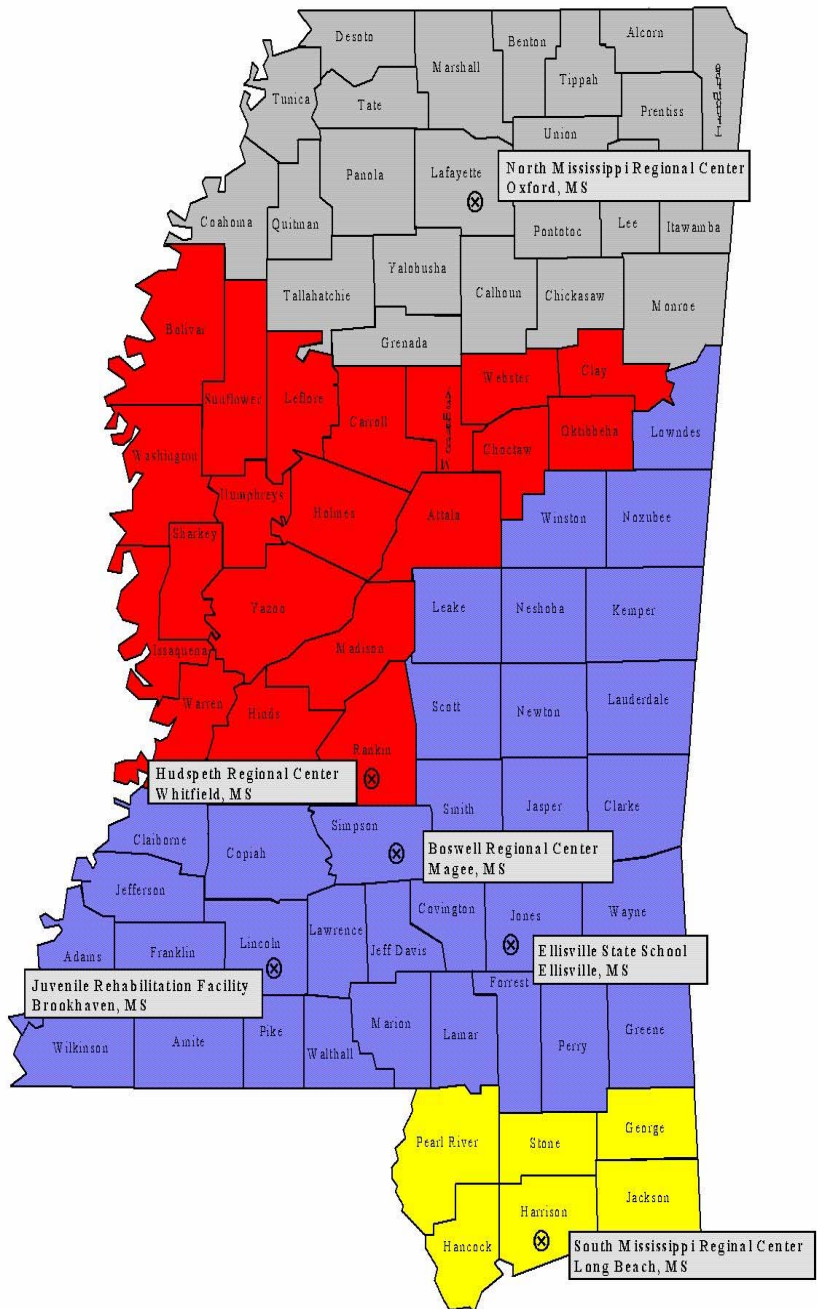 Desoto
Marshall
Benton
Alcorn
Tippah
Tishomingo
Tunica
Tate
Prentiss
Union
Panola
Lafayette
North Mississippi Regional Center
Oxford, MS
Coahoma
Quitman
Pontotoc
Lee
Itawamba
Yalobusha
Tallahatchie
Calhoun
Chickasaw
Monroe
Bolivar
Grenada
Sunflower
Leflore
Webster
Clay
Carroll
Montgomery
Oktibbeha
Lowndes
Choctaw
Washington
Humphreys
Holmes
Attala
Winston
Noxubee
Sharkey
Yazoo
Leake
Neshoba
Kemper
Issaquena
Madison
Warren
Hinds
Scott
Newton
Lauderdale
Rankin
Hudspeth Regional Center
Whitfield, MS
Smith
Jasper
Clarke
Claiborne
Copiah
Simpson
Boswell Regional Center
Magee, MS
Jefferson
Covington
Jones
Wayne
Adams
Franklin
Lincoln
Lawrence
Jeff Davis
Ellisville State School
Ellisville, MS
Juvenile Rehabilitation Facility
Brookhaven, MS
Forrest
Wilkinson
Amite
Pike
Walthall
Marion
Lamar
Perry
Greene
Pearl River
Stone
George
Jackson
Hancock
Harrison
South Mississippi Reginal Center
Long Beach, MS